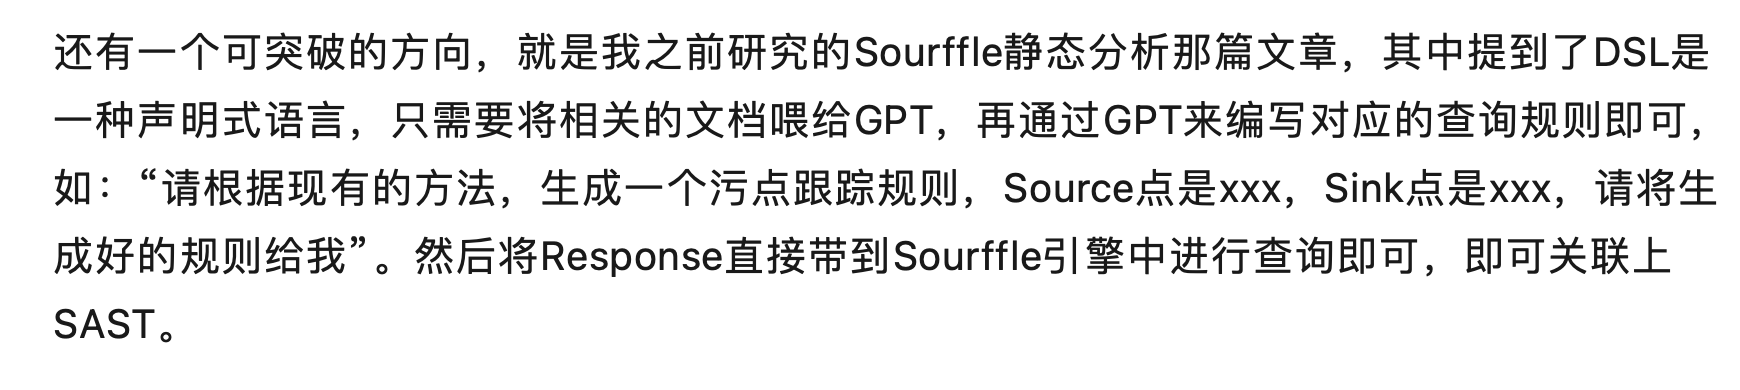 还有一个可突破的方向，就是我之前研究的Sourffle静态分析那篇文章，其中提到了DSL是
一种声明式语言，只需要将相关的文档喂给GPT，再通过GPT来编写对应的查询规则即可，
如：“请根据现有的方法，生成一个污点跟踪规则，Source点是xxx，Sink点是xxx，请将生
成好的规则给我”。然后将Response直接带到Sourffle引擎中进行查询即可，即可关联上
SAST。